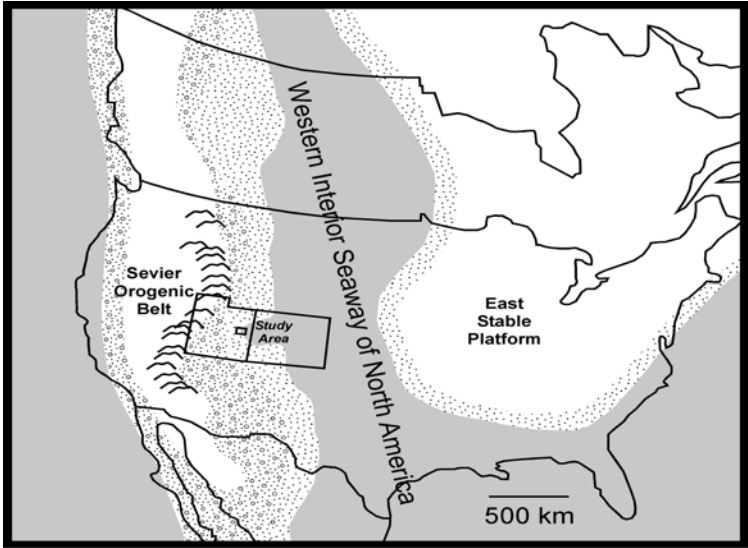 Western Interior Seaway of North America
Sevier
Orogenic
Belt
Study
Area
East
Stable
Platform
500 km